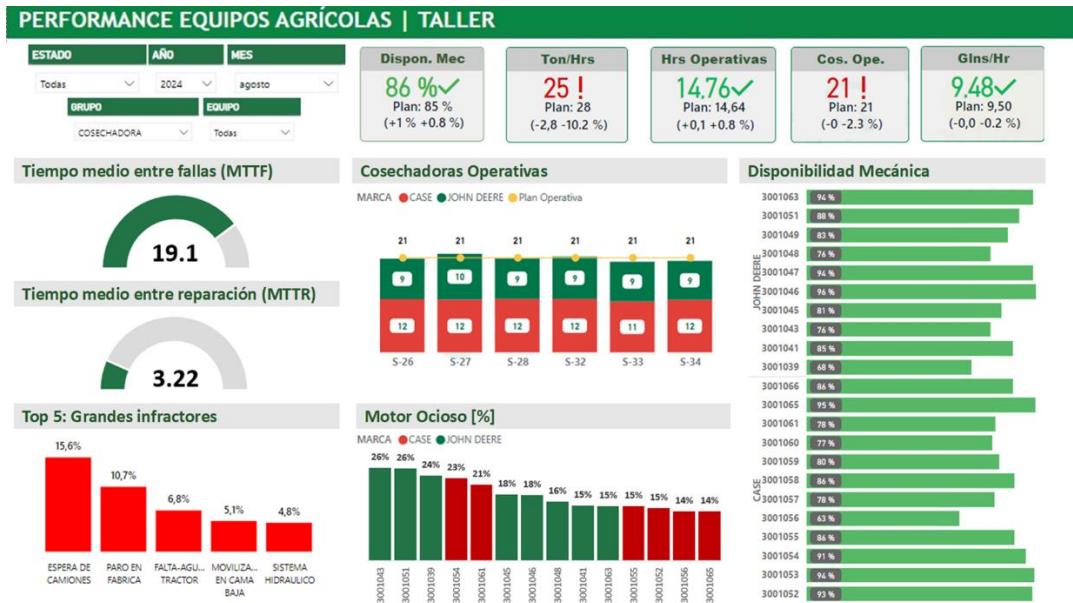 PERFORMANCE EQUIPOS AGRÍCOLAS | TALLER
ESTADO
AÑO
MES
Todas
2024
agosto
GRUPO
EQUIPO
COSECHADORA
Todas
Dispon. Mec
86 %
Plan: 85 %
(+1 % +0.8 %)
Ton/Hrs
25 !
Plan: 28
(-2,8 -10.2 %)
Hrs Operativas
14,76
Plan: 14,64
(+0,1 +0.8 %)
Cos. Ope.
21 !
Plan: 21
(-0 -2.3 %)
Glns/Hr
9,48
Plan: 9,50
(-0,0 -0.2 %)
Tiempo medio entre fallas (MTTF)
19.1
Tiempo medio entre reparación (MTTR)
3.22
Top 5: Grandes infractores
15,6%
10,7%
6,8%
5,1%
4,8%
ESPERA DE CAMIONES
PARO EN FABRICA
FALTA-AGU... TRACTOR
MOVILIZA... EN CAMA BAJA
SISTEMA HIDRAULICO
Cosechadoras Operativas
MARCA CASE JOHN DEERE Plan Operativa
21 21 21 21 21 21
9 10 9 9 9 9
12 12 12 12 11 12
S-26 S-27 S-28 S-32 S-33 S-34
Motor Ocioso [%]
MARCA CASE JOHN DEERE
26% 26% 24% 23% 21% 18% 18% 16% 15% 15% 15% 15% 14% 14%
3001043 3001051 3001039 3001054 3001061 3001045 3001046 3001048 3001041 3001063 3001055 3001052 3001056 3001065
Disponibilidad Mecánica
JOHN DEERE
3001063 94 %
3001051 88 %
3001049 83 %
3001048 76 %
3001047 94 %
3001046 96 %
3001045 81 %
3001043 76 %
3001041 85 %
3001039 68 %
CASE
3001066 86 %
3001065 95 %
3001061 78 %
3001060 77 %
3001059 80 %
3001058 86 %
3001057 78 %
3001056 63 %
3001055 86 %
3001054 91 %
3001053 94 %
3001052 93 %